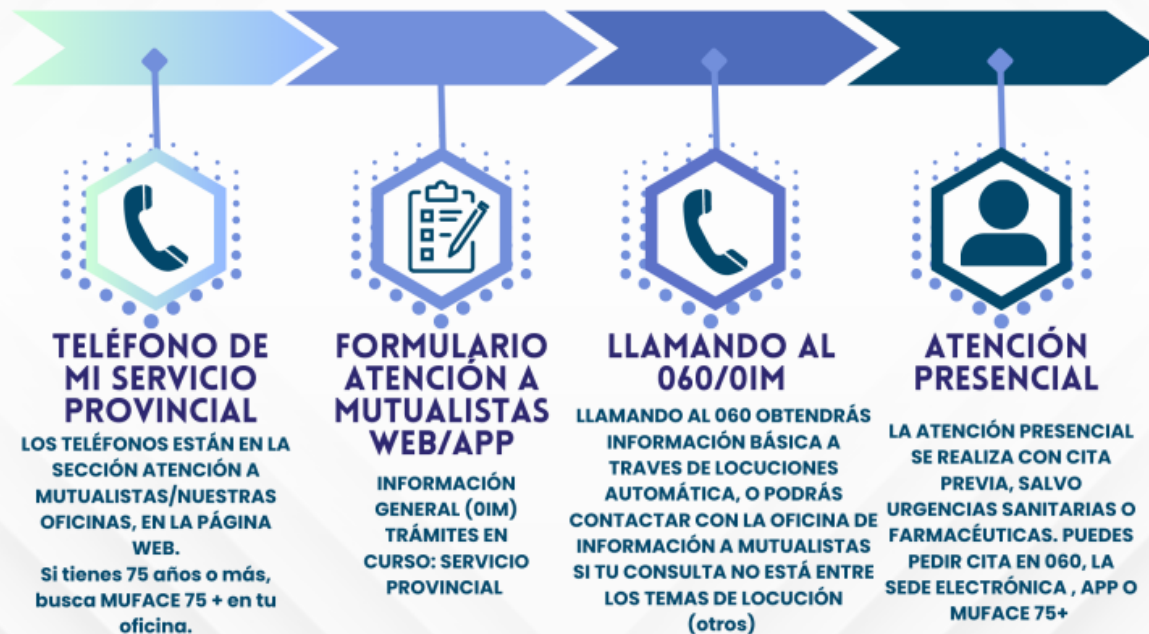 TELÉFONO DE
MI SERVICIO
PROVINCIAL
LOS TELÉFONOS ESTÁN EN LA
SECCIÓN ATENCIÓN A
MUTUALISTAS/NUESTRAS
OFICINAS, EN LA PÁGINA
WEB.
Si tienes 75 años o más,
busca MUFACE 75 + en tu
oficina.
FORMULARIO
ATENCIÓN A
MUTUALISTAS
WEB/APP
INFORMACIÓN
GENERAL (0IM)
TRÁMITES EN
CURSO: SERVICIO
PROVINCIAL
LLAMANDO AL
060/0IM
LLAMANDO AL 060 OBTENDRÁS
INFORMACIÓN BÁSICA A
TRAVES DE LOCUCIONES
AUTOMÁTICA, O PODRÁS
CONTACTAR CON LA OFICINA DE
INFORMACIÓN A MUTUALISTAS
SI TU CONSULTA NO ESTÁ ENTRE
LOS TEMAS DE LOCUCIÓN
(otros)
ATENCIÓN
PRESENCIAL
LA ATENCIÓN PRESENCIAL
SE REALIZA CON CITA
PREVIA, SALVO
URGENCIAS SANITARIAS O
FARMACÉUTICAS. PUEDES
PEDIR CITA EN 060, LA
SEDE ELECTRÓNICA , APP O
MUFACE 75+